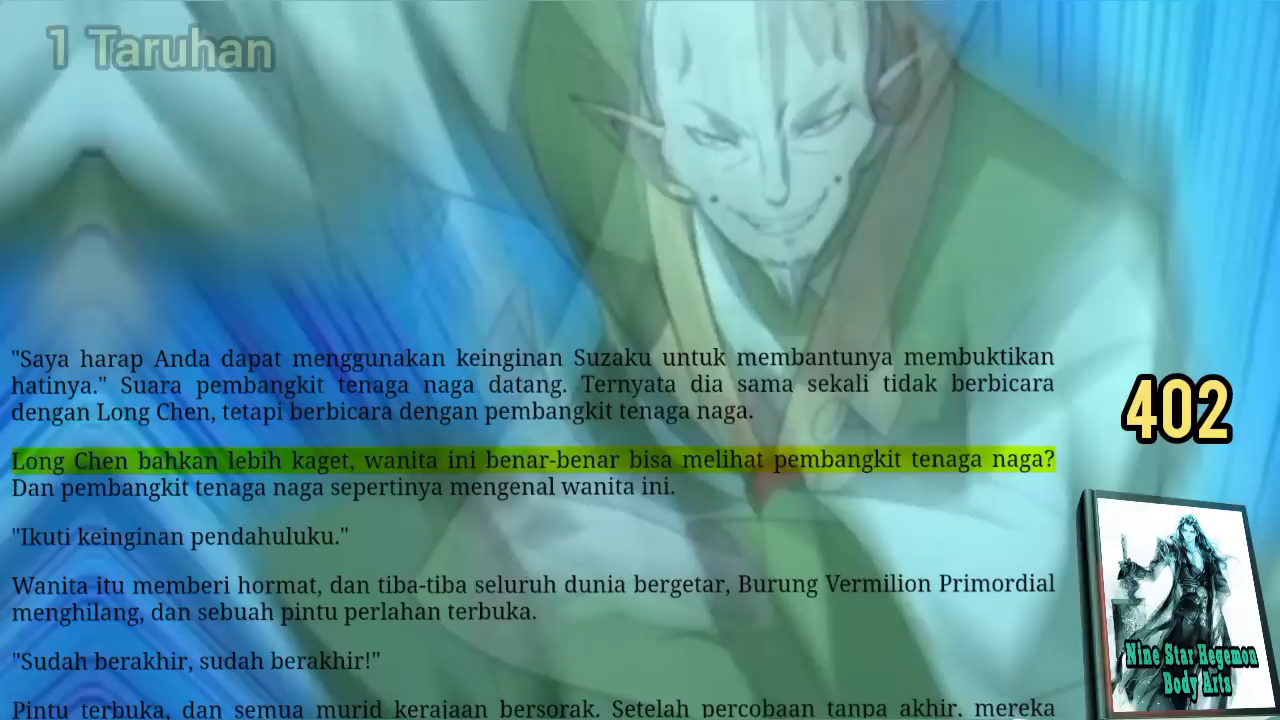 1 Taruhan
"Saya harap Anda dapat menggunakan keinginan Suzaku untuk membantunya membuktikan
hatinya." Suara pembangkit tenaga naga datang. Ternyata dia sama sekali tidak berbicara
dengan Long Chen, tetapi berbicara dengan pembangkit tenaga naga.
Long Chen bahkan lebih kaget, wanita ini benar-benar bisa melihat pembangkit tenaga naga?
Dan pembangkit tenaga naga sepertinya mengenal wanita ini.
"Ikuti keinginan pendahuluku."
Wanita itu memberi hormat, dan tiba-tiba seluruh dunia bergetar, Burung Vermilion Primordial
menghilang, dan sebuah pintu perlahan terbuka.
"Sudah berakhir, sudah berakhir!"
Pintu terbuka, dan semua murid kerajaan bersorak. Setelah percobaan tanpa akhir, mereka
402
Nine Star Hegemon
Body Arts